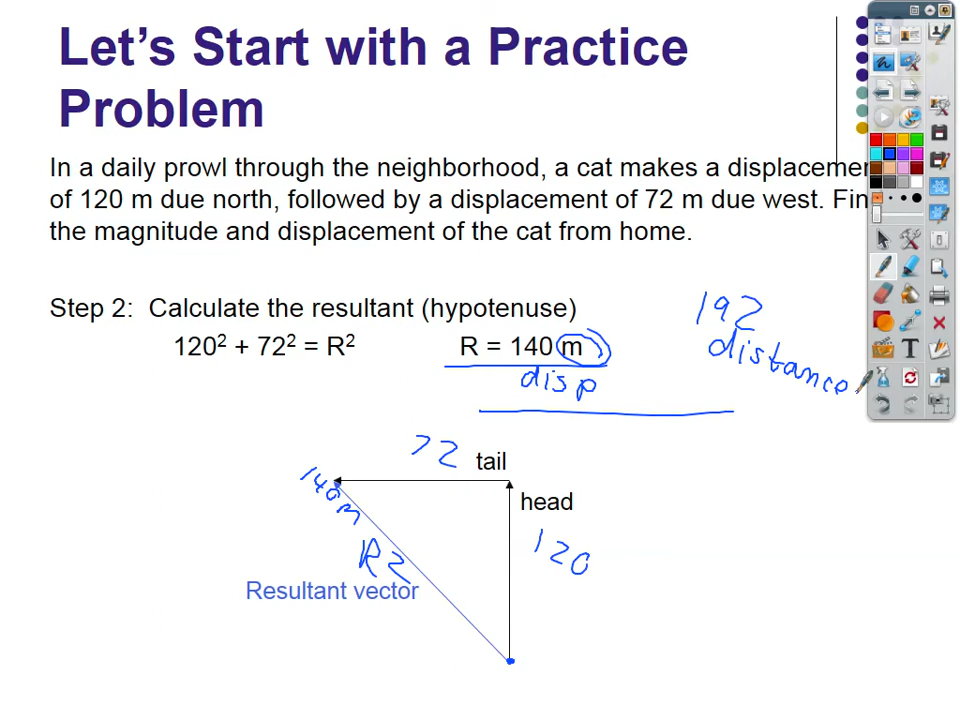 Let's Start with a Practice
Problem
In a daily prowl through the neighborhood, a cat makes a displacemen
of 120 m due north, followed by a displacement of 72 m due west. Fin
the magnitude and displacement of the cat from home.
Step 2: Calculate the resultant (hypotenuse)
192
120² + 72² = R² R = 140 m
distance
disp
72 tail
140m
head
120
R2
Resultant vector